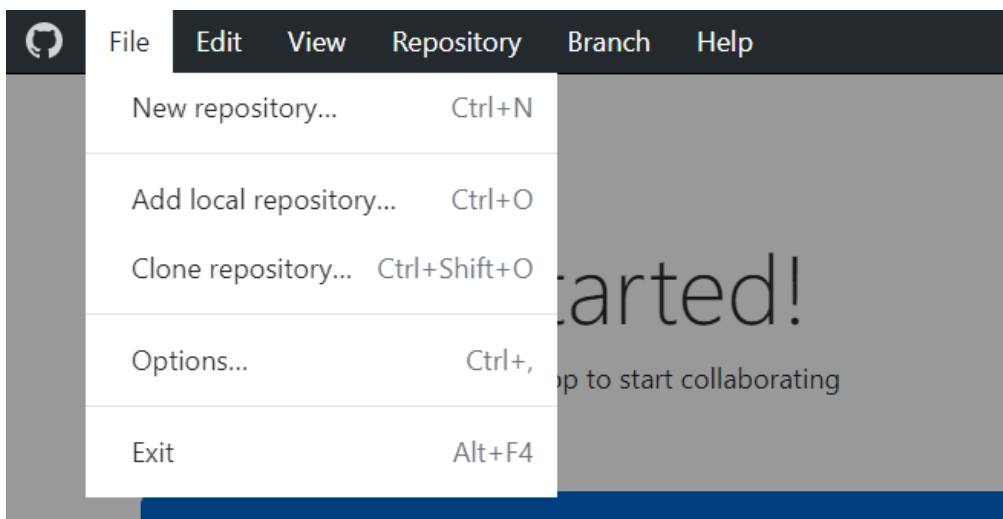 File Edit View Repository Branch Help
New repository... Ctrl+N
Add local repository... Ctrl+O
Clone repository... Ctrl+Shift+O
Options... Ctrl+,
Exit Alt+F4
tarted!
to start collaborating